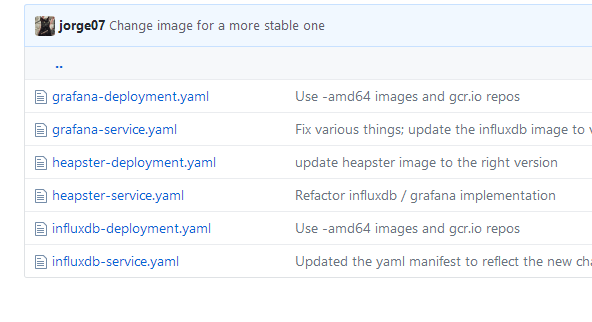 jorge07 Change image for a more stable one
..
grafana-deployment.yaml Use -amd64 images and gcr.io repos
grafana-service.yaml Fix various things; update the influxdb image to
heapster-deployment.yaml update heapster image to the right version
heapster-service.yaml Refactor influxdb / grafana implementation
influxdb-deployment.yaml Use -amd64 images and gcr.io repos
influxdb-service.yaml Updated the yaml manifest to reflect the new